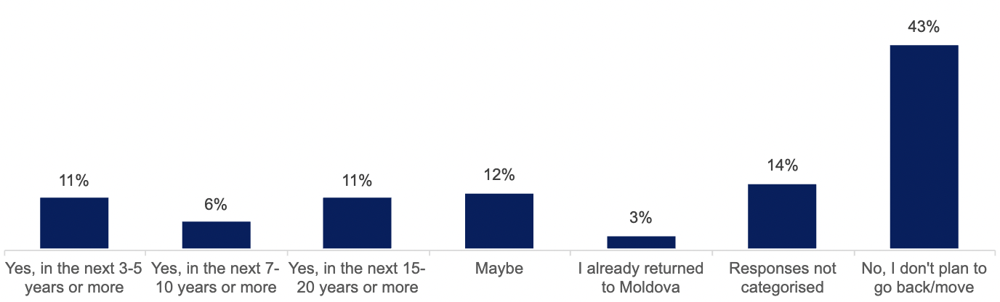 43%
14%
12%
11%
11%
6%
3%
Yes, in the next 3-5
years or more
Yes, in the next 7-
10 years or more
Yes, in the next 15-
20 years or more
Maybe
I already returned
to Moldova
Responses not
categorised
No, I don't plan to
go back/move